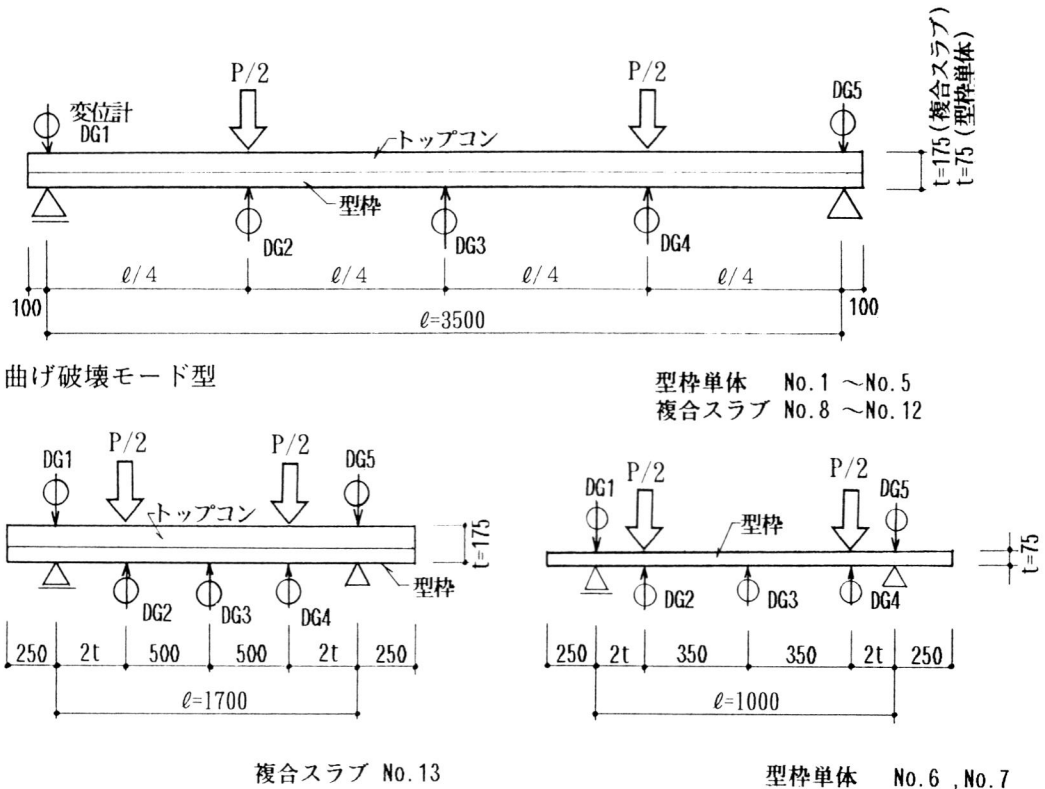 P/2
P/2
変位計
DG1
DG5
トップコン
型枠
t=175(複合スラブ)
t=75(型枠単体)
DG2
DG3
DG4
ℓ/4
ℓ/4
ℓ/4
ℓ/4
100
100
ℓ=3500
曲げ破壊モード型
型枠単体 No.1 ～No.5
複合スラブ No.8 ～No.12
DG1
P/2
P/2
DG5
トップコン
t=175
型枠
DG2
DG3
DG4
250
2t
500
500
2t
250
ℓ=1700
複合スラブ No.13
DG1
P/2
P/2
DG5
型枠
t=75
DG2
DG3
DG4
250
2t
350
350
2t
250
ℓ=1000
型枠単体 No.6 ,No.7